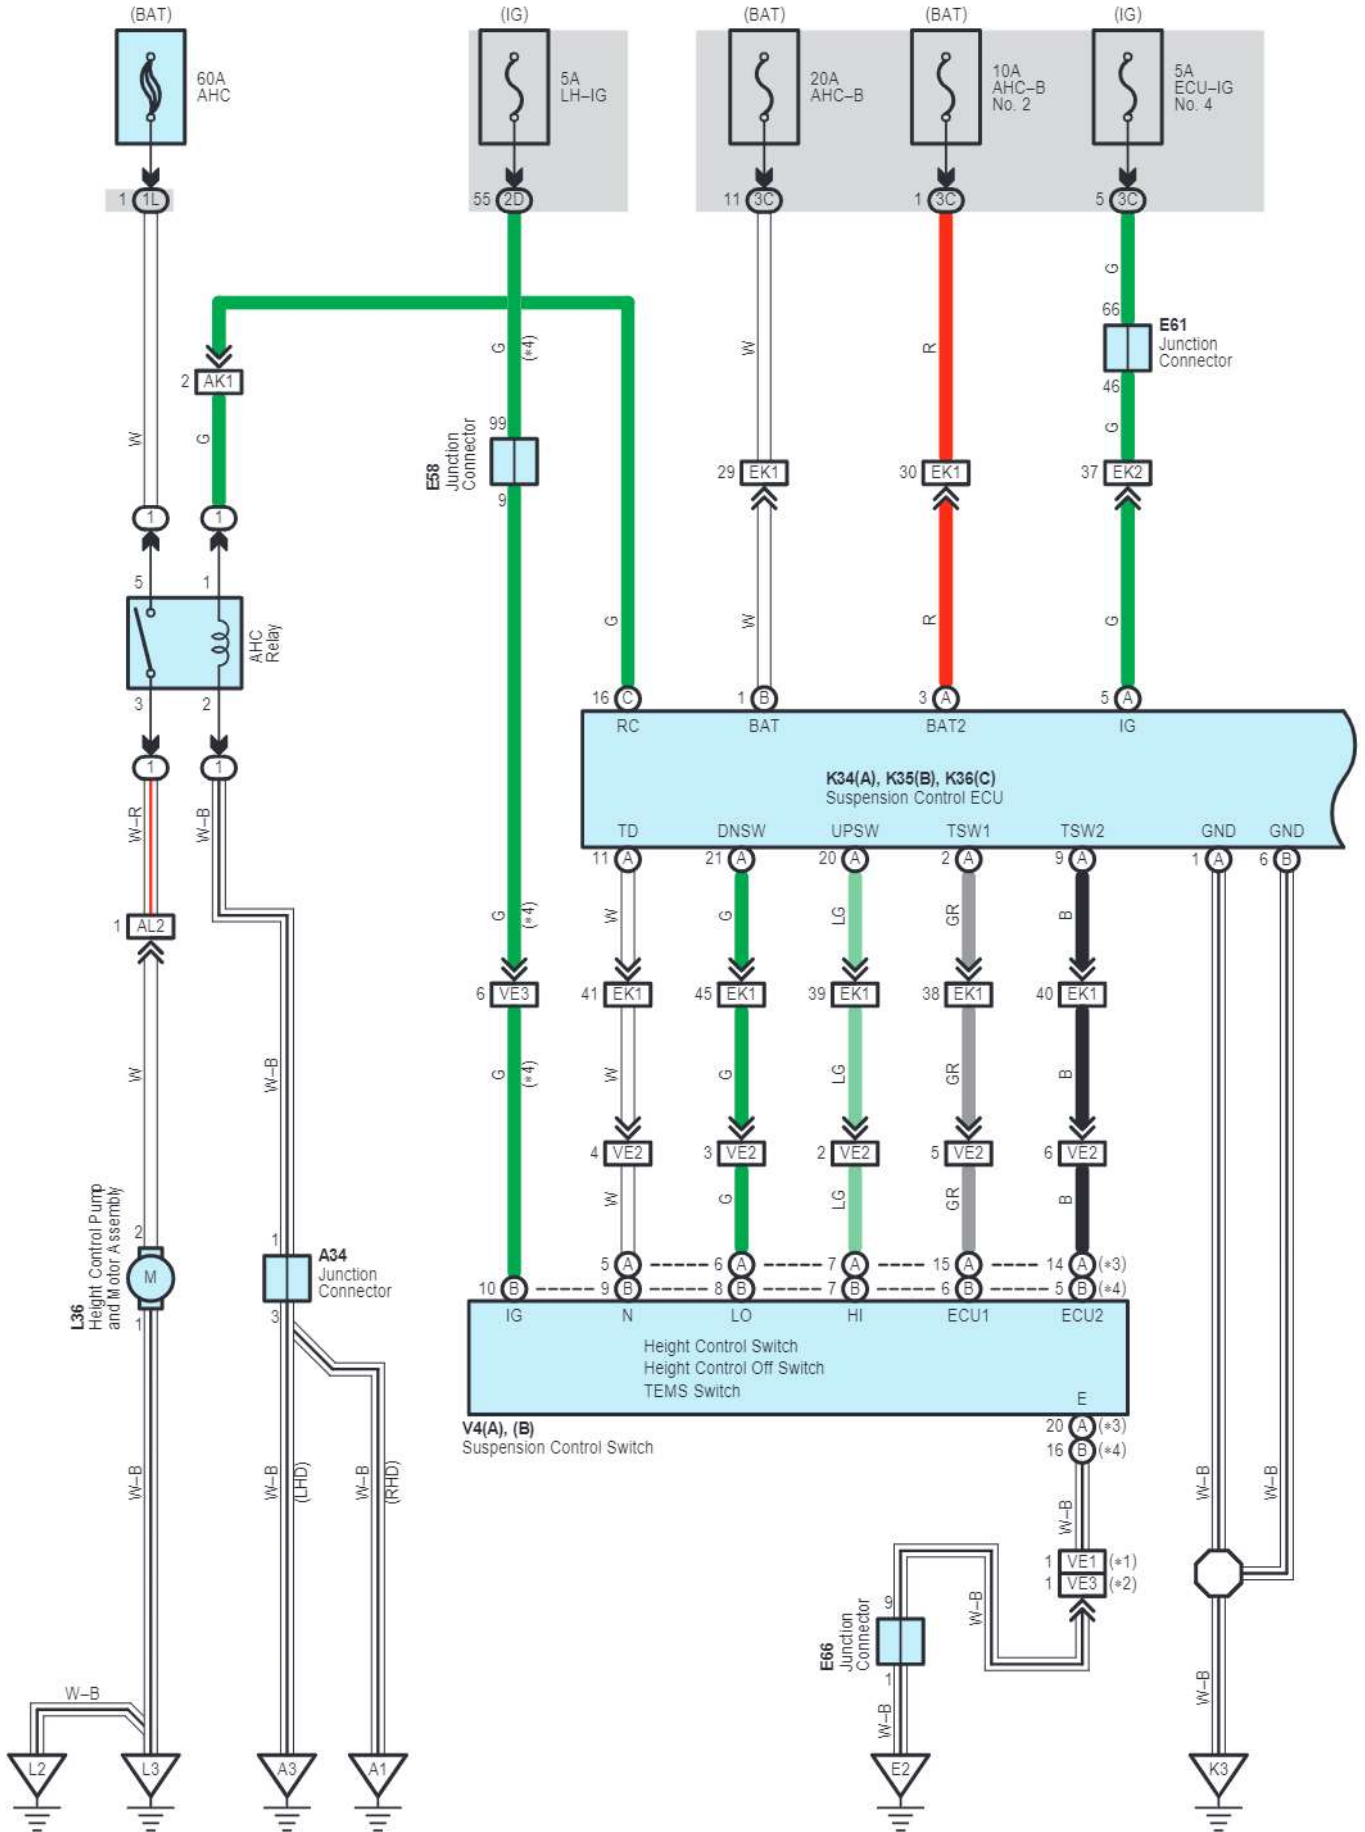 (BAT)
(IG)
(BAT)
(BAT)
(IG)
60A
AHC
5A
LH–IG
20A
AHC–B
10A
AHC–B
No. 2
5A
ECU–IG
No. 4
1 1L
55 2D
11 3C
1 3C
5 3C
G
66
E61
Junction
Connector
46
G
G
(*4)
W
R
2 AK1
W
G
99
E58
Junction
Connector
9
29 EK1
30 EK1
37 EK2
1
1
5
1
AHC
Relay
3
2
G
W
R
G
16 C
1 B
3 A
5 A
RC
BAT
BAT2
IG
K34(A), K35(B), K36(C)
Suspension Control ECU
TD
DNSW
UPSW
TSW1
TSW2
GND
GND
11 A
21 A
20 A
2 A
9 A
1 A
6 B
1
1
W–R
W–B
1 AL2
G
(*4)
W
G
LG
GR
B
6 VE3
41 EK1
45 EK1
39 EK1
38 EK1
40 EK1
W
W–B
G
(*4)
W
G
LG
GR
B
4 VE2
3 VE2
2 VE2
5 VE2
6 VE2
W
G
LG
GR
B
L36
Height Control Pump
and Motor Assembly
2
M
1
1
A34
Junction
Connector
3
5 A
6 A
7 A
15 A
14 A (*3)
10 B
9 B
8 B
7 B
6 B
5 B (*4)
IG
N
LO
HI
ECU1
ECU2
Height Control Switch
Height Control Off Switch
TEMS Switch
E
V4(A), (B)
Suspension Control Switch
20 A (*3)
16 B (*4)
W–B
W–B
(LHD)
W–B
(RHD)
W–B
W–B
W–B
1 VE1 (*1)
1 VE3 (*2)
W–B
9
E66
Junction
Connector
1
W–B
W–B
W–B
L2
L3
A3
A1
E2
K3